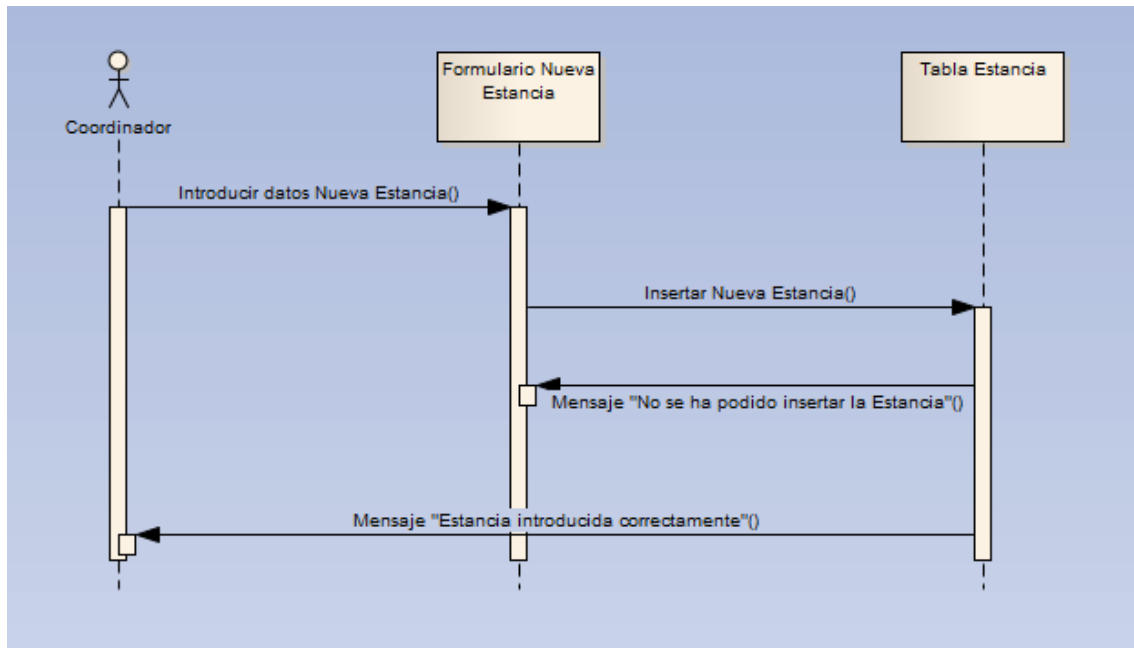 Formulario Nueva
Estancia
Tabla Estancia
Coordinador
Introducir datos Nueva Estancia()
Insertar Nueva Estancia()
Mensaje "No se ha podido insertar la Estancia"()
Mensaje "Estancia introducida correctamente"()